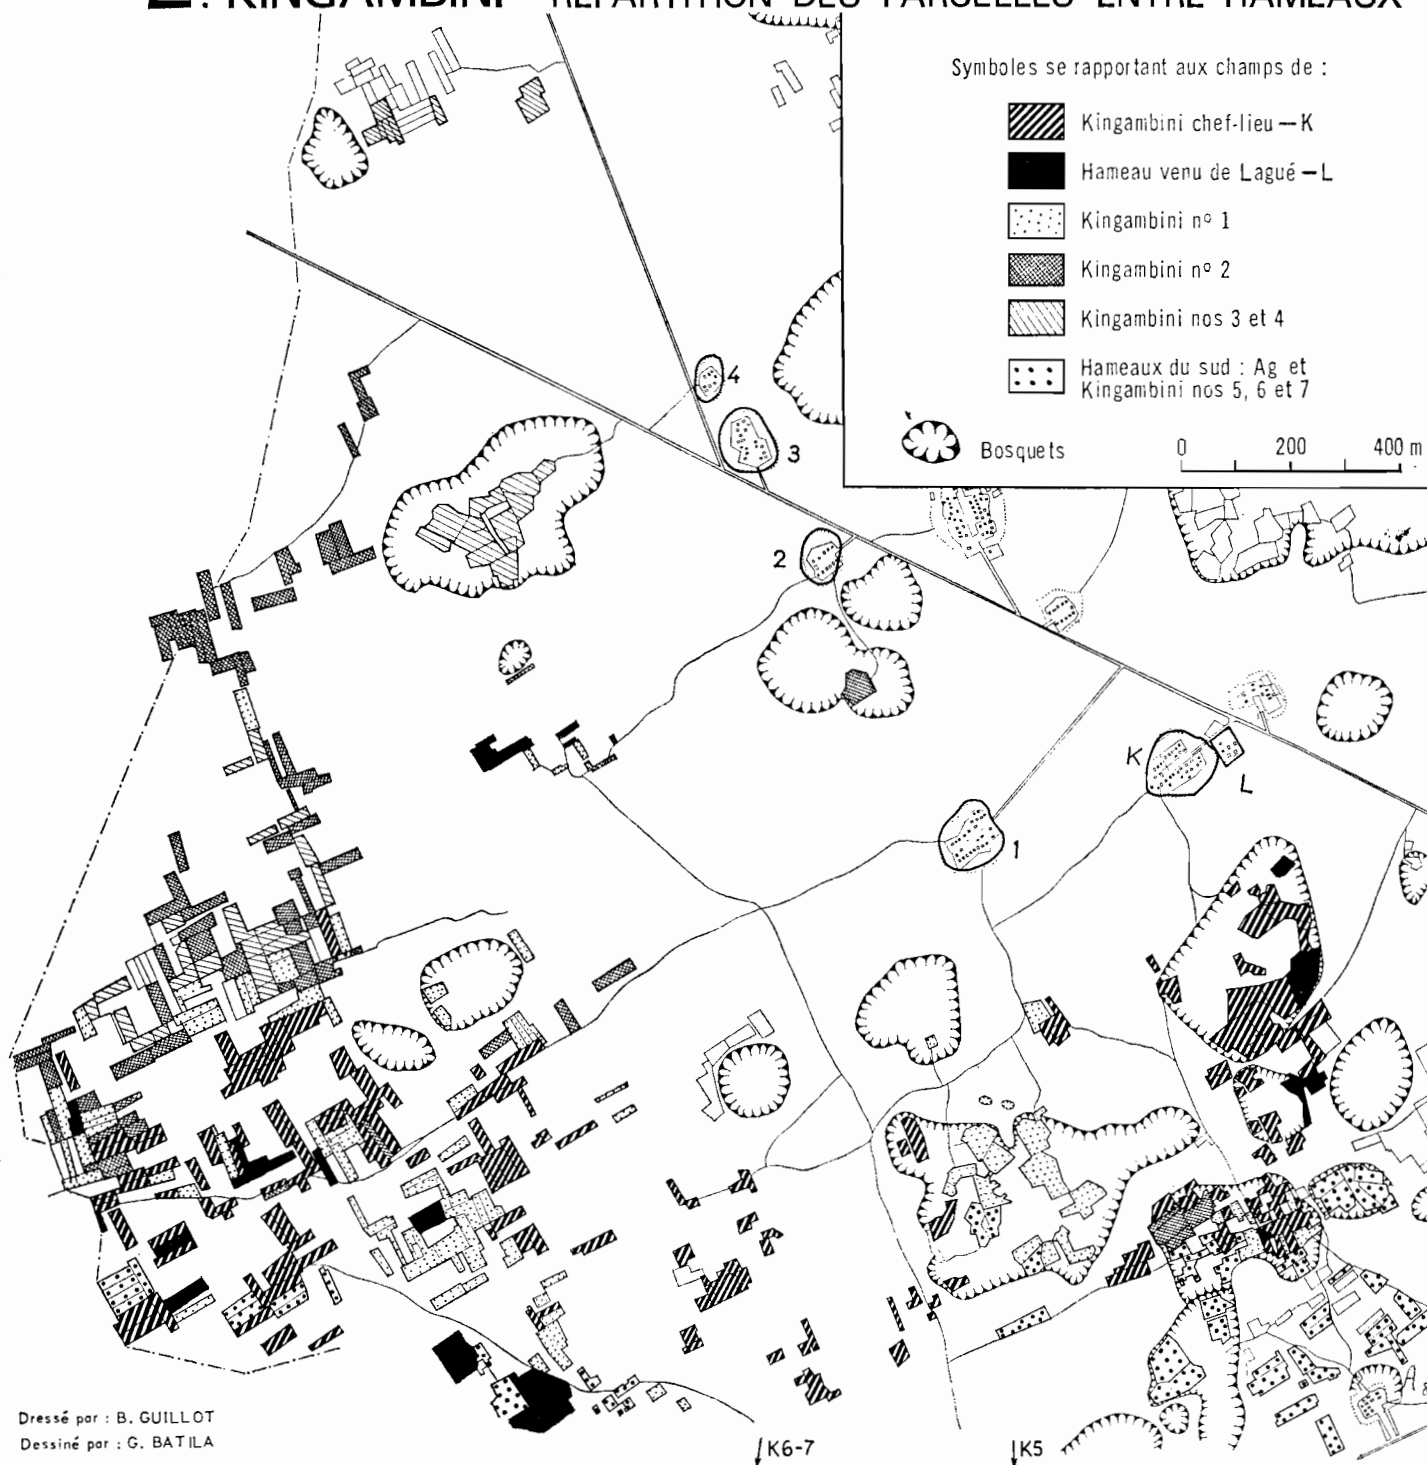 2. KINGAMBINI RÉPARTITION DES PARCELLES ENTRE HAMEAUX
Symboles se rapportant aux champs de :
Kingambini chef-lieu – K
Hameau venu de Lagué – L
Kingambini nº 1
Kingambini nº 2
Kingambini nos 3 et 4
Hameaux du sud : Ag et
Kingambini nos 5, 6 et 7
Bosquets
0 200 400 m
4
3
2
K
L
1
Dressé par : B. GUILLOT
Dessiné par : G. BATILA
K6-7
K5